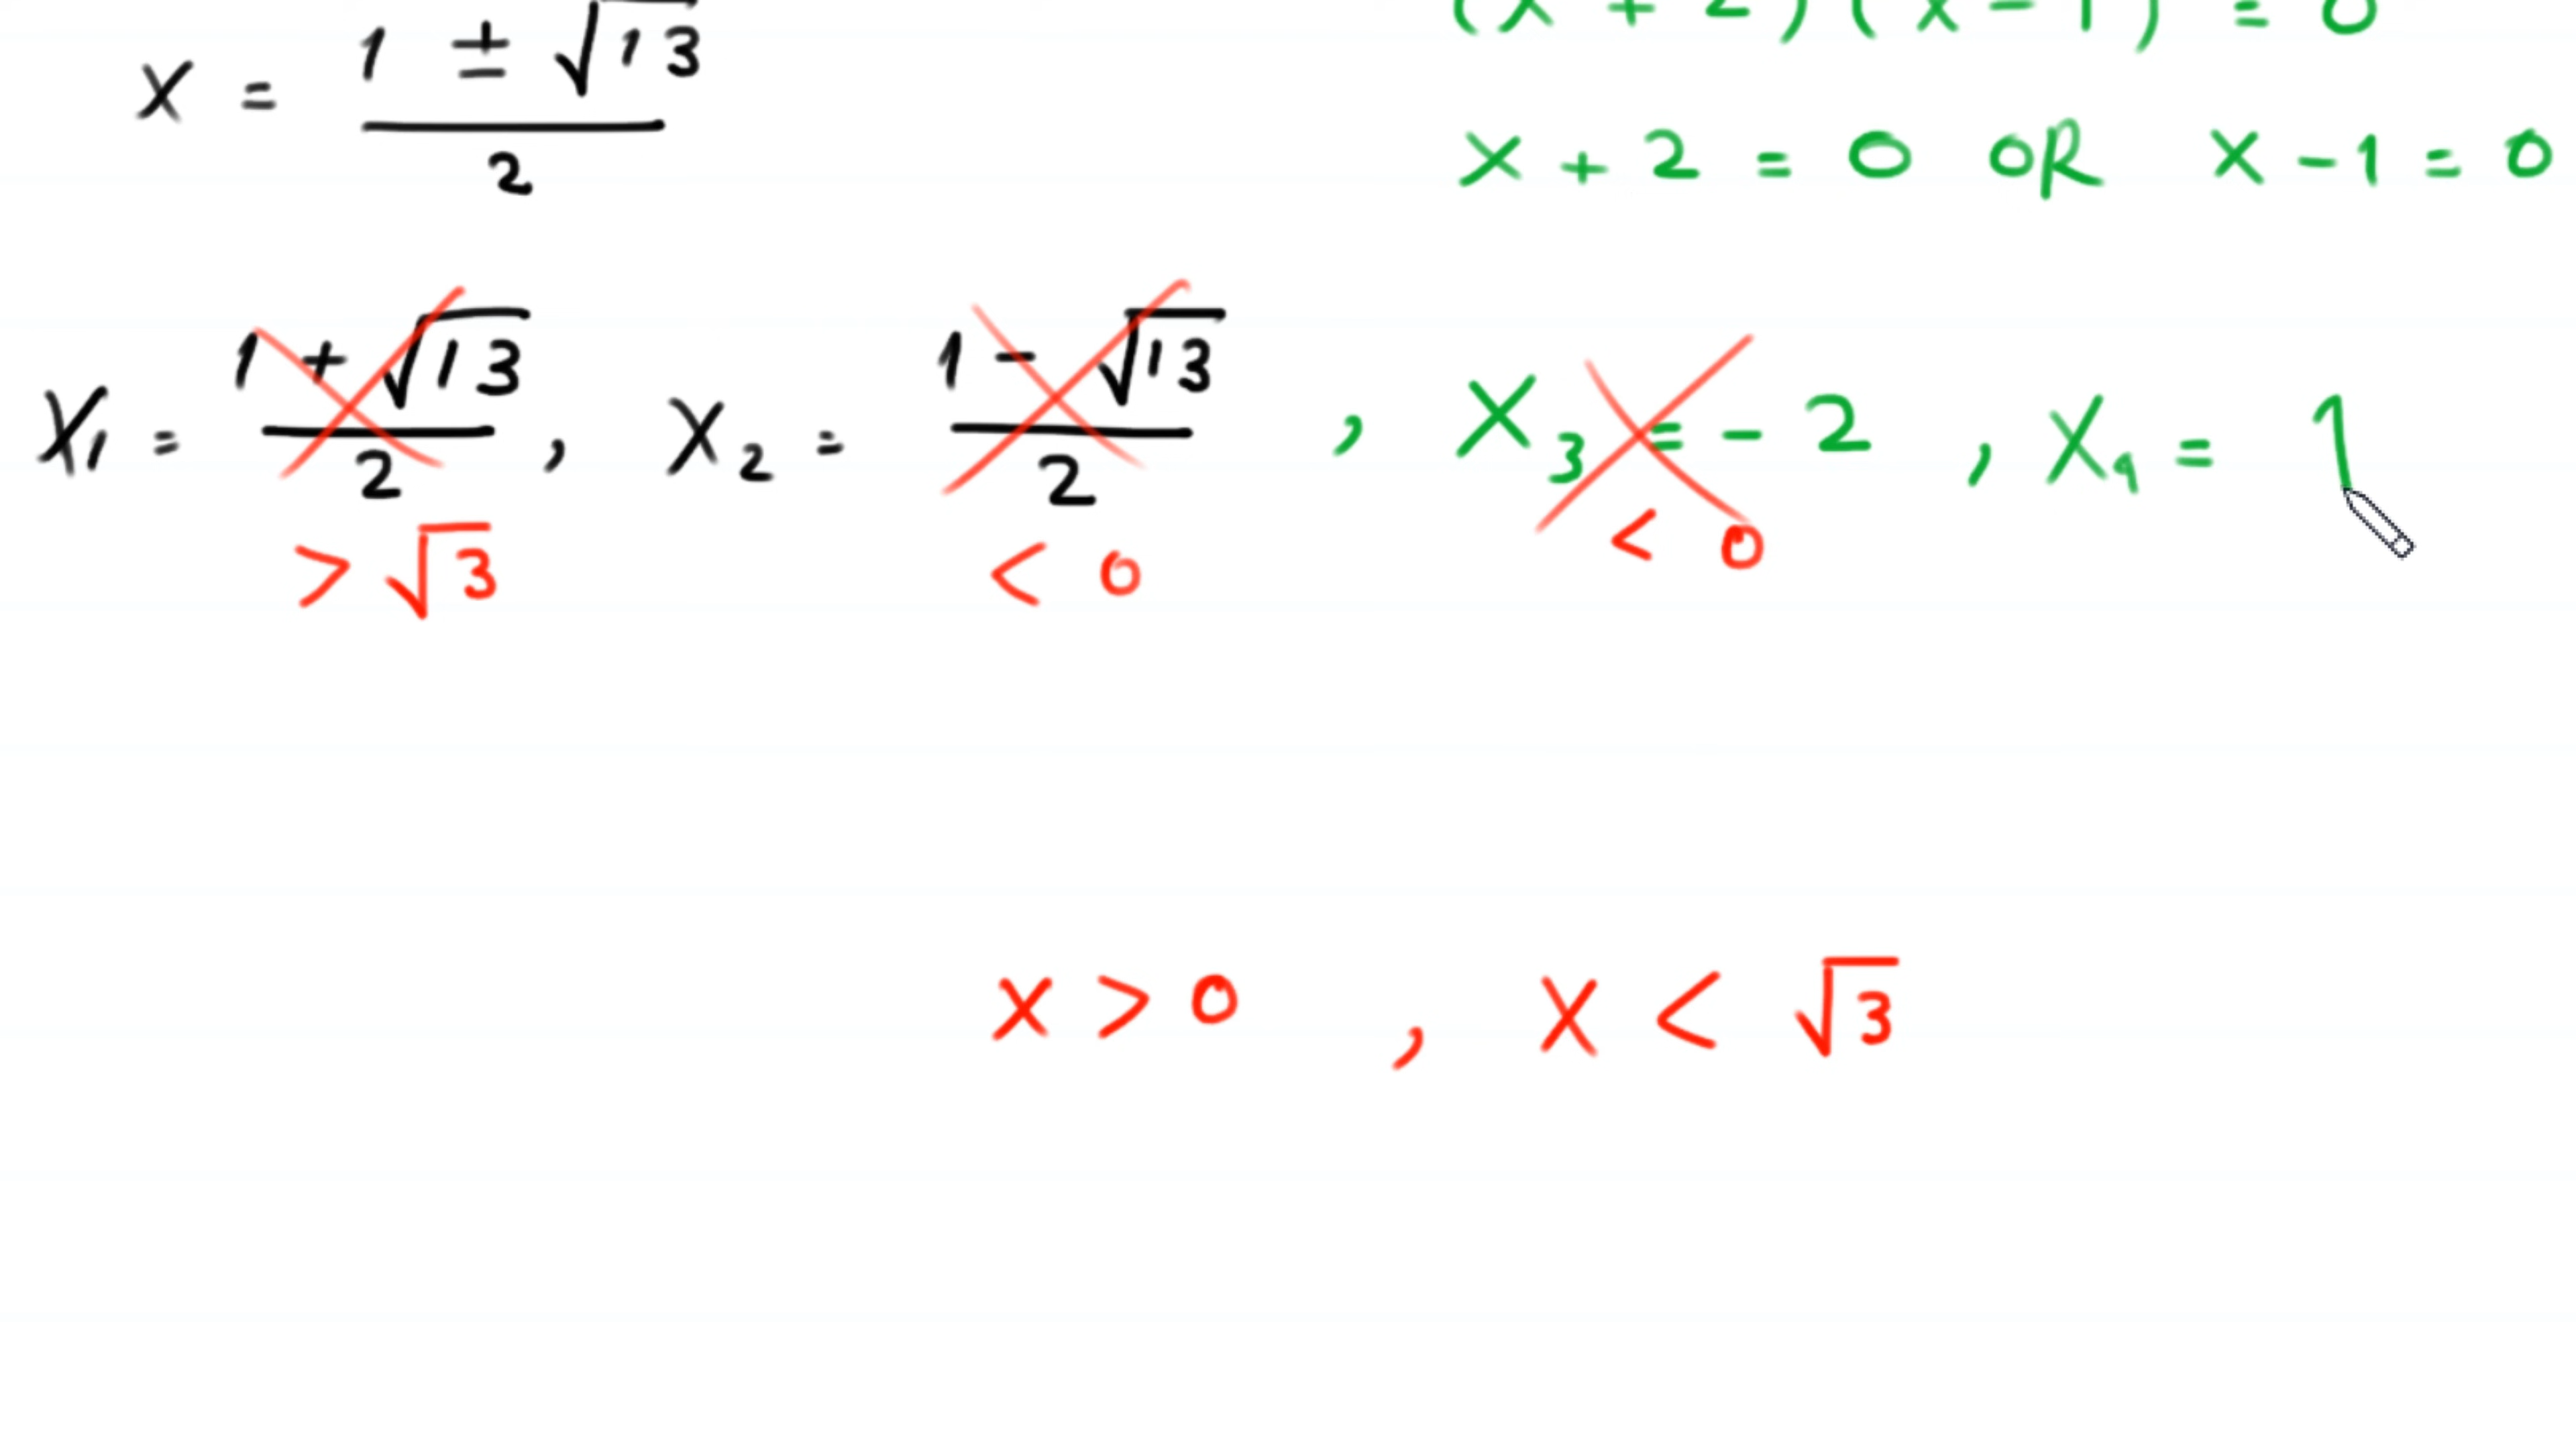 x = (1 ± √13) / 2
(x + 2)(x - 1) = 0
x + 2 = 0 OR x - 1 = 0
x₁ = (1 + √13) / 2 , x₂ = (1 - √13) / 2 , x₃ = - 2 , x₄ = 1
> √3 < 0 < 0
x > 0 , x < √3